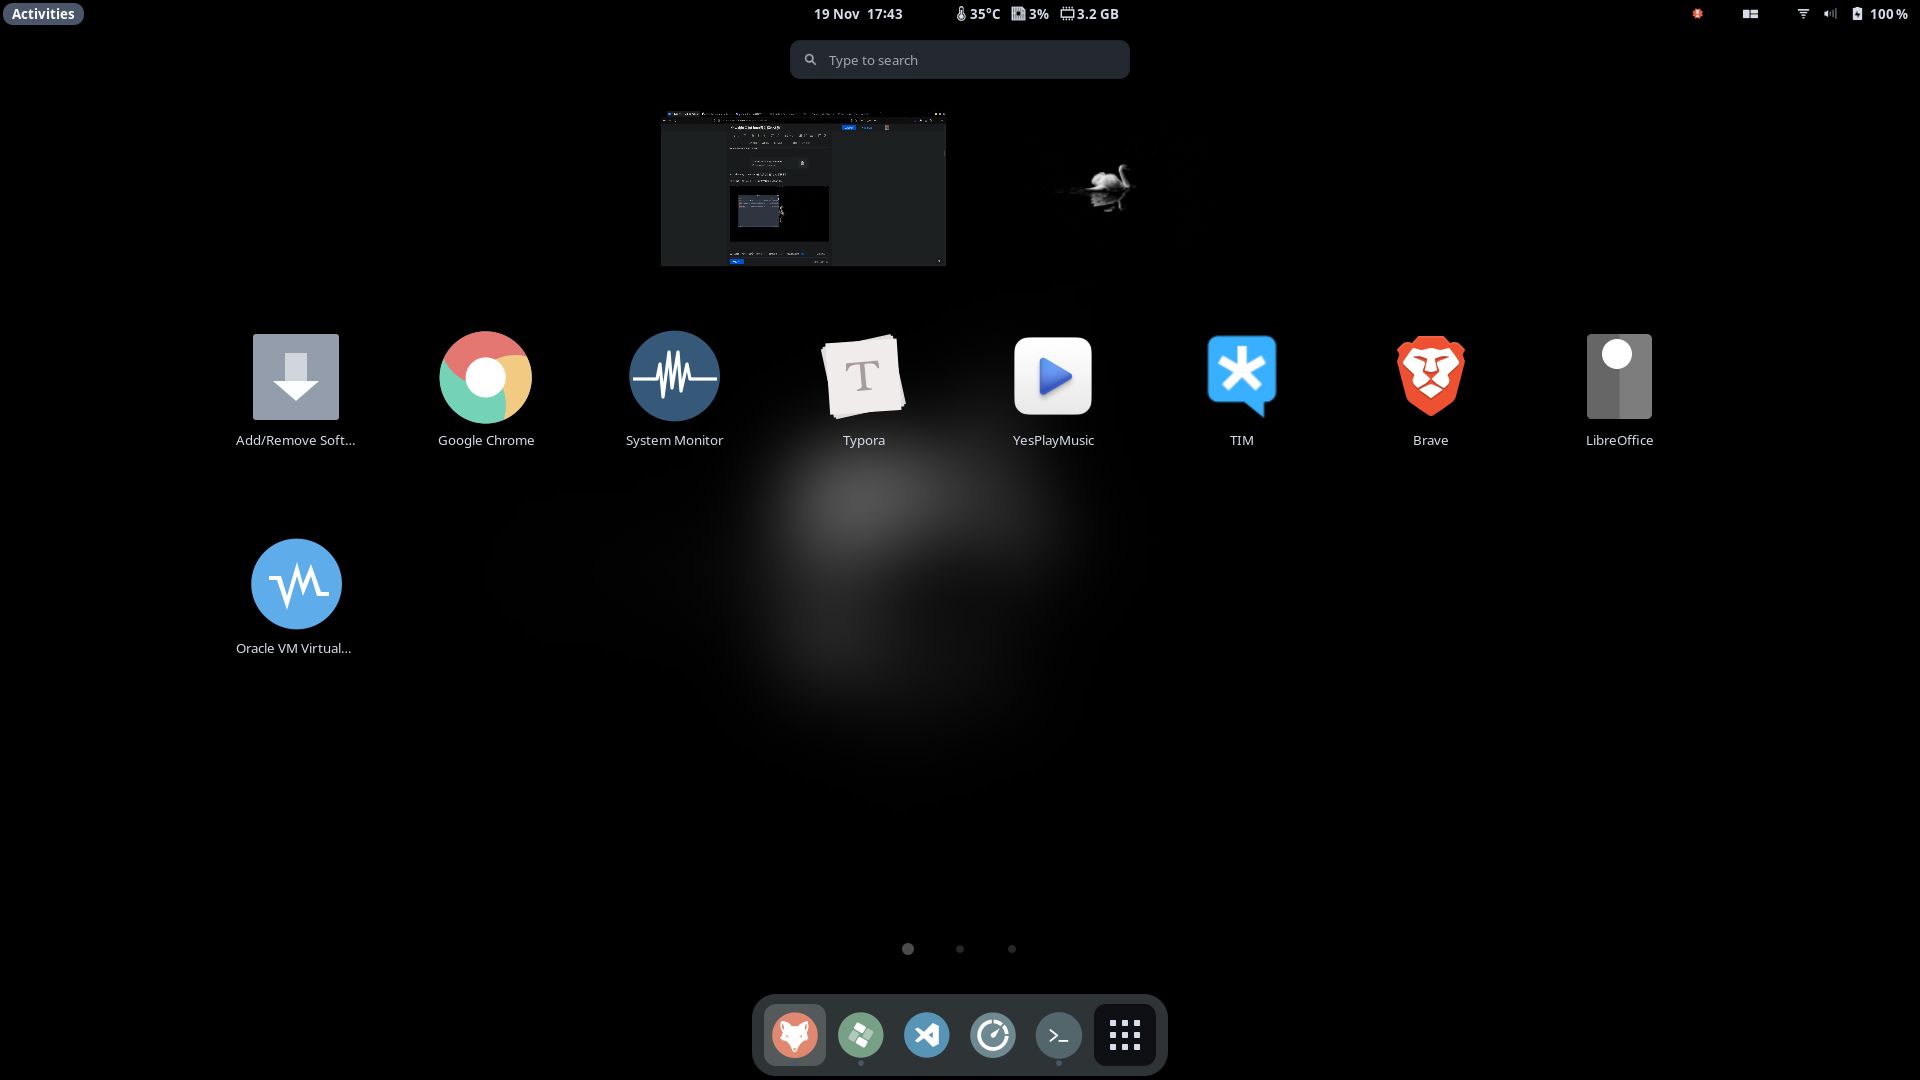 Activities
19 Nov 17:43
35°C 3% 3.2 GB
100 %
Type to search
Add/Remove Soft...
Google Chrome
System Monitor
T
Typora
YesPlayMusic
TIM
Brave
LibreOffice
Oracle VM Virtual...